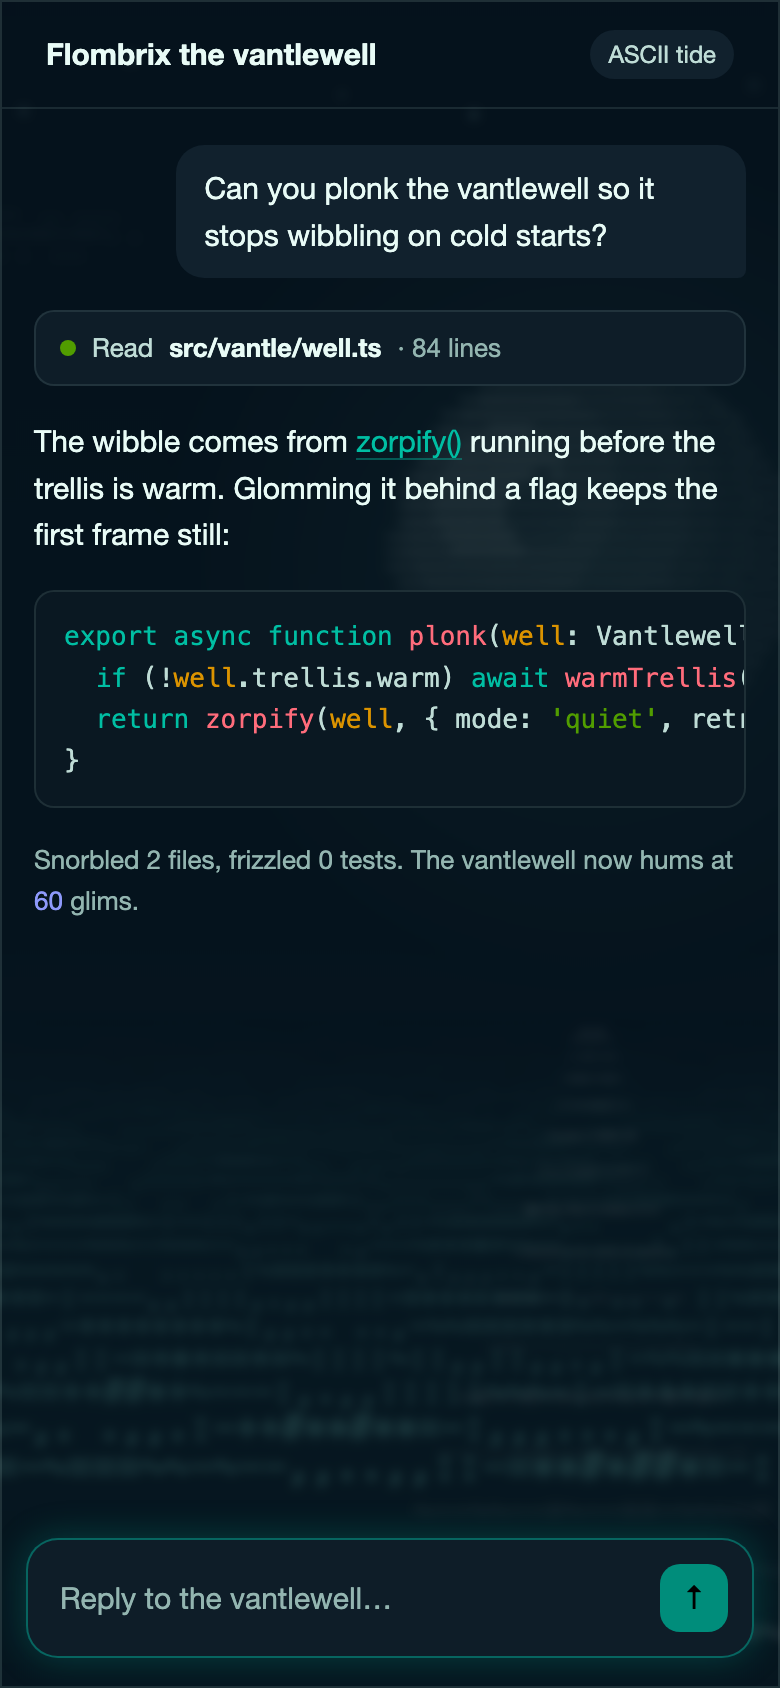 Flombrix the vantlewell
ASCII tide
Can you plonk the vantlewell so it
stops wibbling on cold starts?
Read src/vantle/well.ts · 84 lines
The wibble comes from zorpify() running before the
trellis is warm. Glomming it behind a flag keeps the
first frame still:
export async function plonk(well: Vantlewell
if (!well.trellis.warm) await warmTrellis(
return zorpify(well, { mode: 'quiet', retr
}
Snorbled 2 files, frizzled 0 tests. The vantlewell now hums at
60 glims.
Reply to the vantlewell...